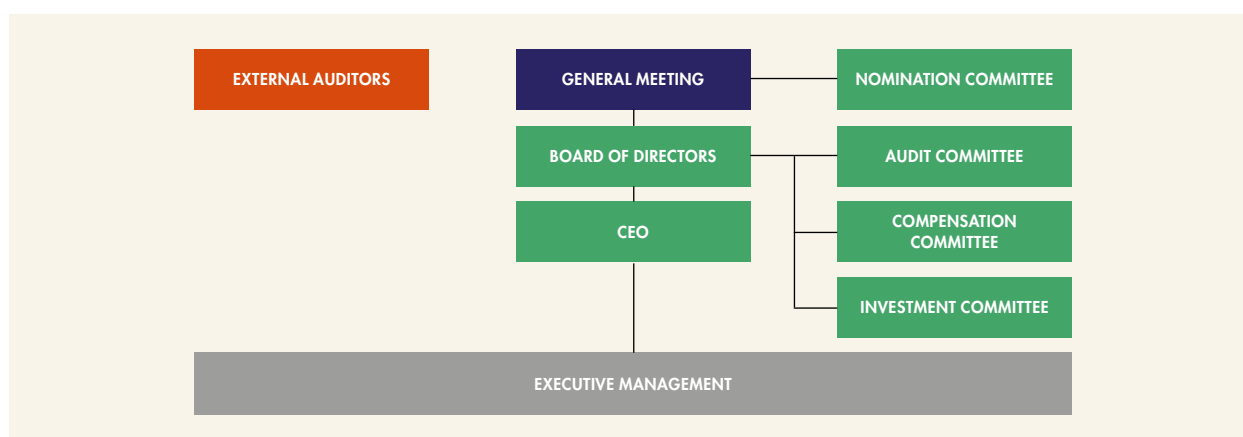 EXTERNAL AUDITORS
GENERAL MEETING
NOMINATION COMMITTEE
BOARD OF DIRECTORS
AUDIT COMMITTEE
CEO
COMPENSATION
COMMITTEE
INVESTMENT COMMITTEE
EXECUTIVE MANAGEMENT